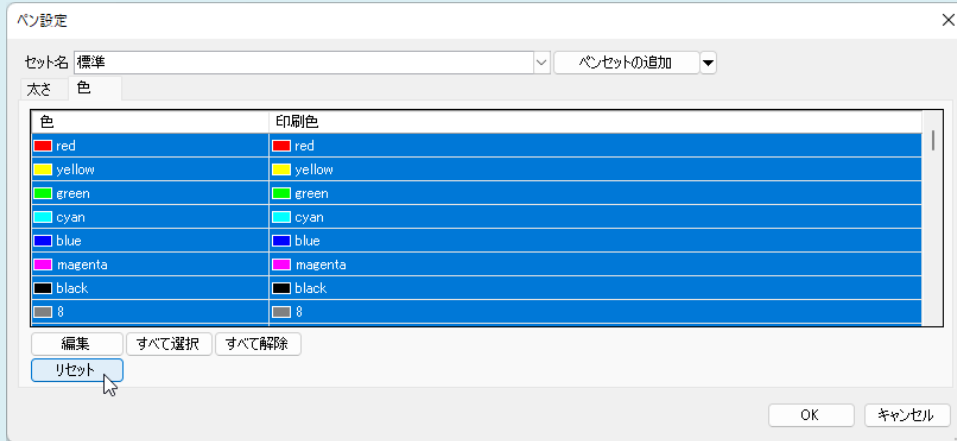 ペン設定
セット名 標準 ペンセットの追加
太さ 色
色 印刷色
red red
yellow yellow
green green
cyan cyan
blue blue
magenta magenta
black black
8 8
編集 すべて選択 すべて解除
リセット
OK キャンセル